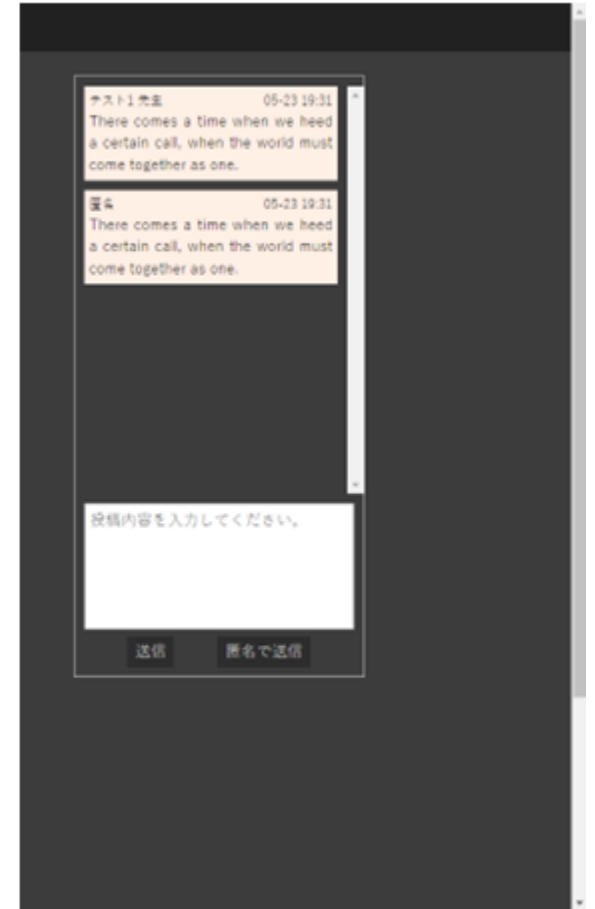 テスト1 先生 05-23 19:31
There comes a time when we heed
a certain call, when the world must
come together as one.
匿名 05-23 19:31
There comes a time when we heed
a certain call, when the world must
come together as one.
投稿内容を入力してください。
送信 匿名で送信